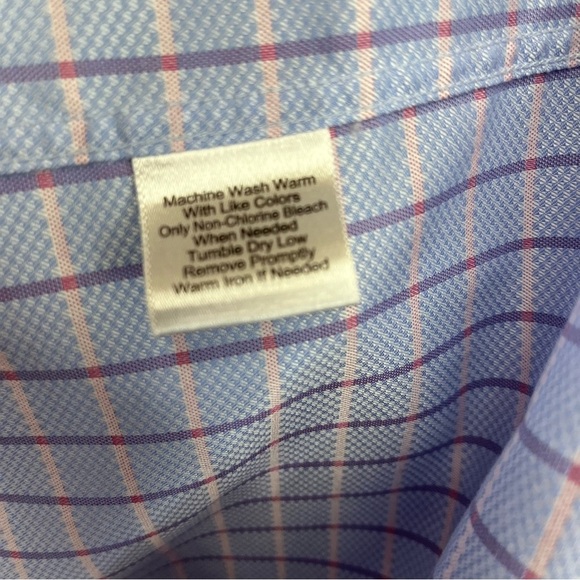 Machine Wash Warm
With Like Colors
Only Non-Chlorine Bleach
When Needed
Tumble Dry Low
Remove Promptly
Warm Iron If Needed